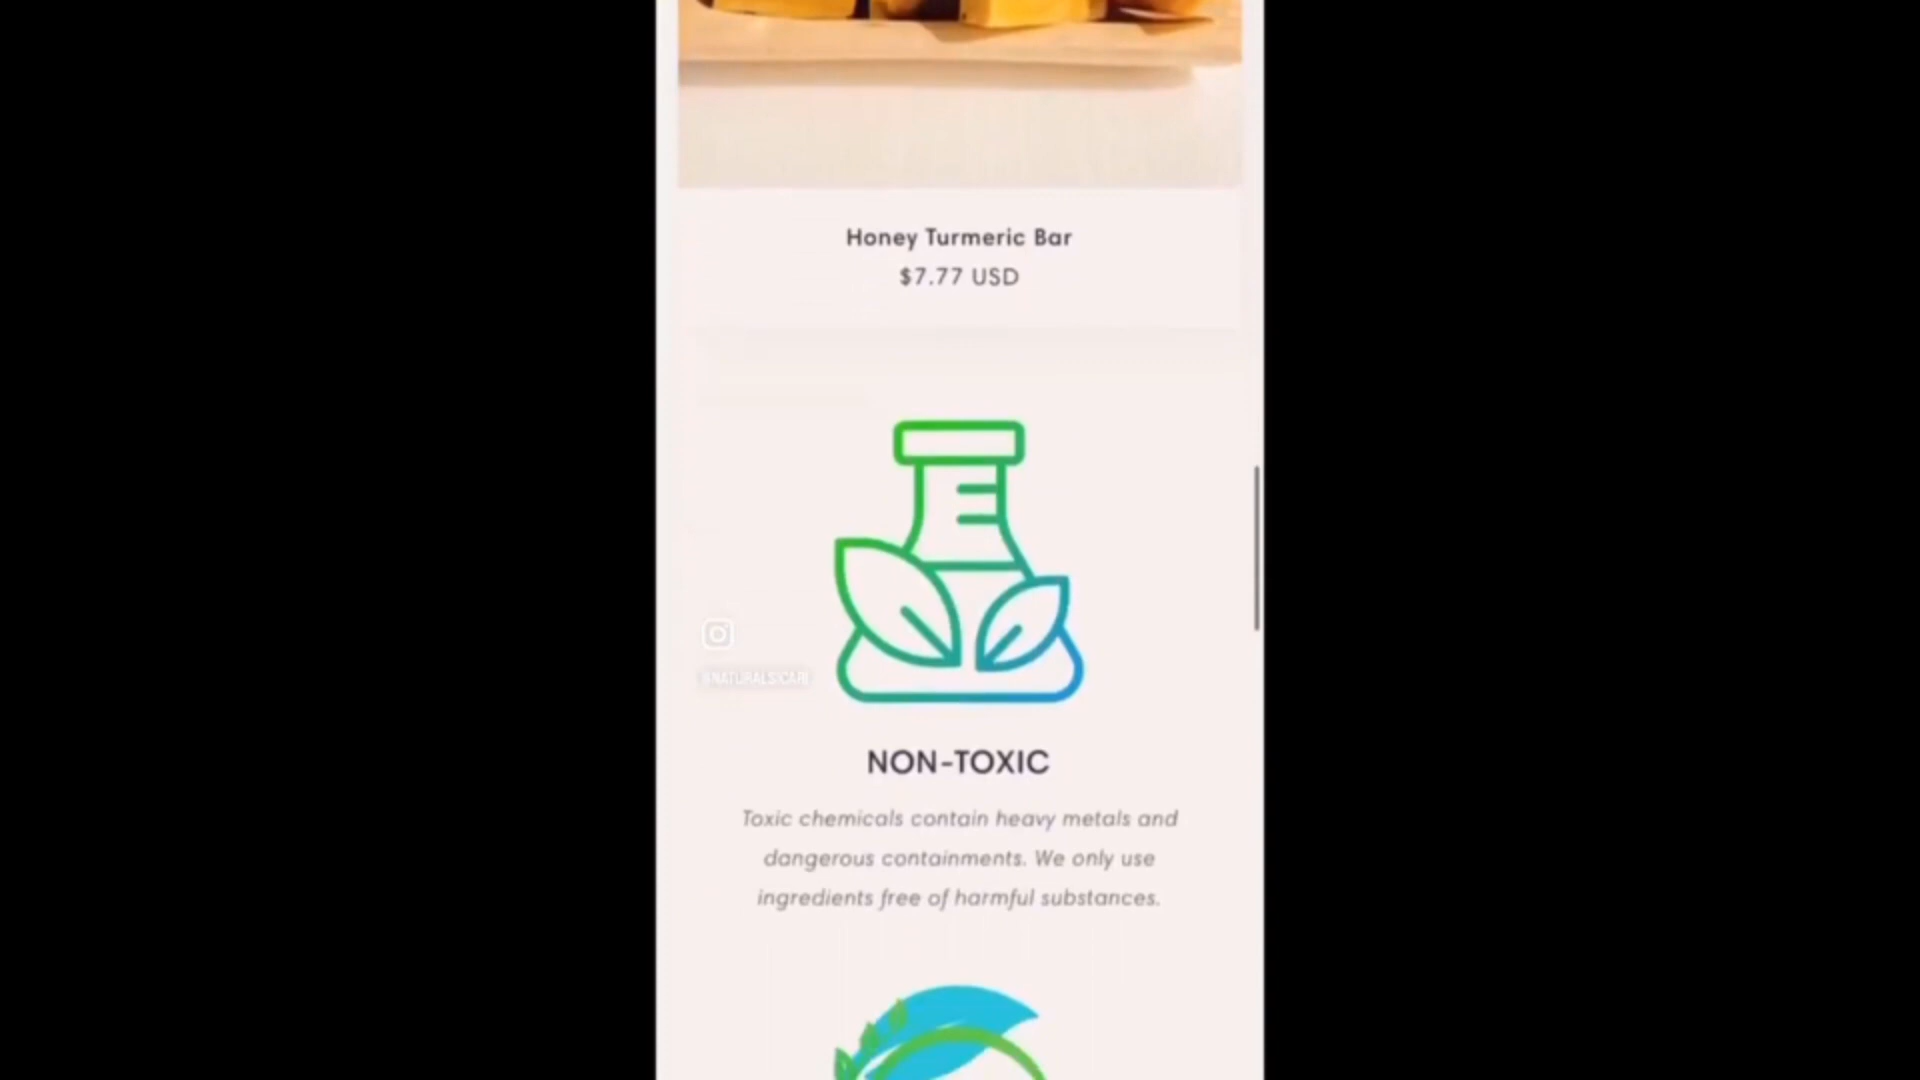 Honey Turmeric Bar
$7.77 USD
NON-TOXIC
Toxic chemicals contain heavy metals and
dangerous containments. We only use
ingredients free of harmful substances.